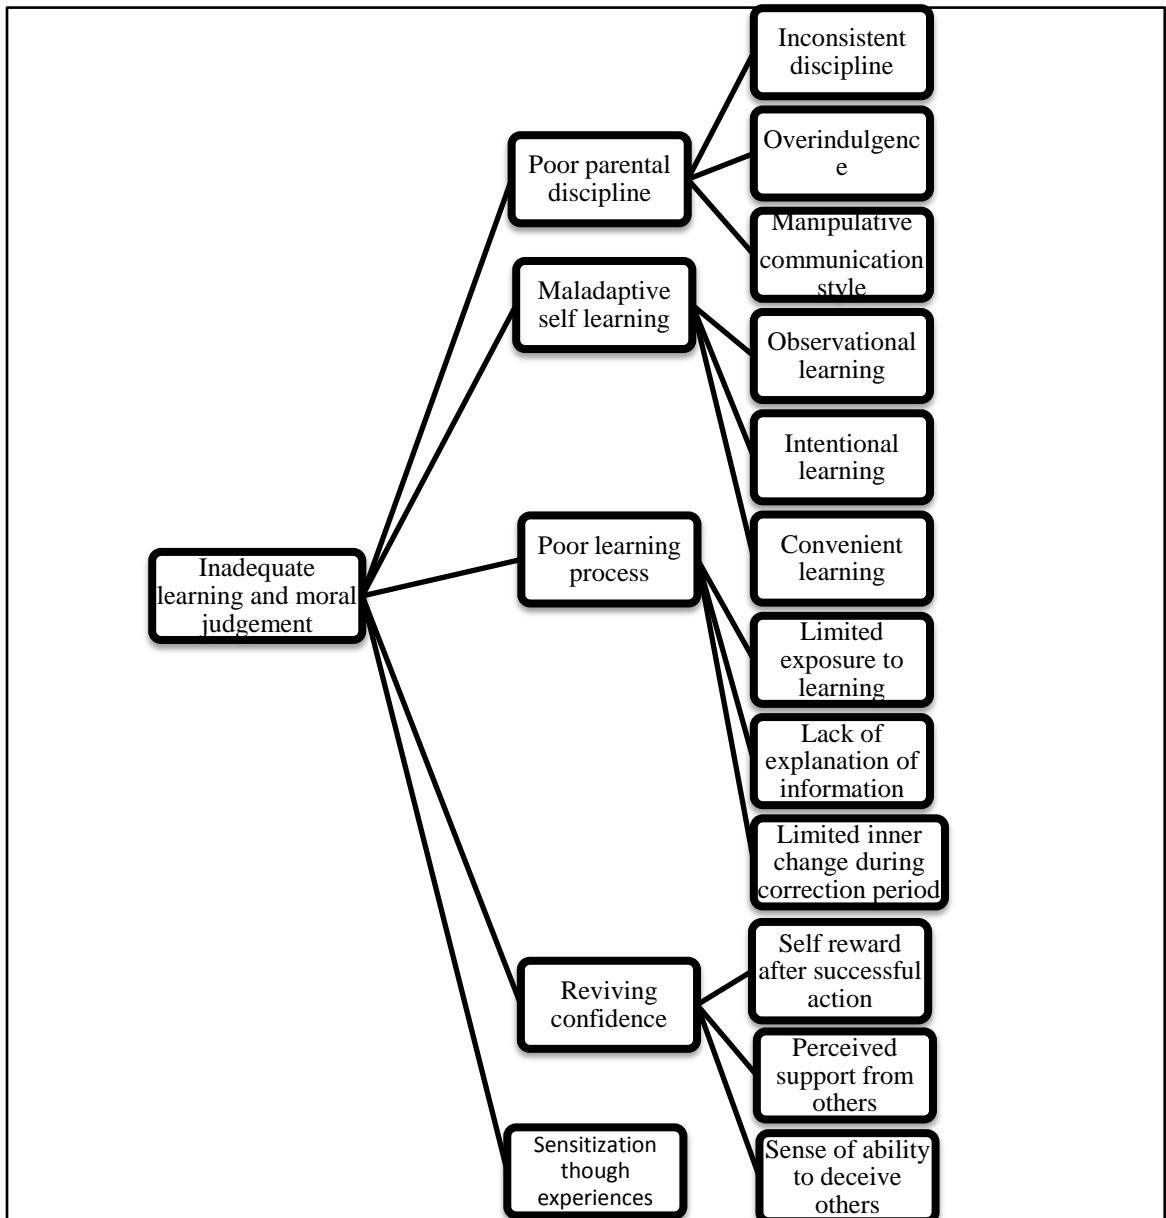 Inconsistent
discipline
Overindulgenc
e
Poor parental
discipline
Manipulative
communication
style
Maladaptive
self learning
Observational
learning
Intentional
learning
Poor learning
process
Convenient
learning
Inadequate
learning and moral
judgement
Limited
exposure to
learning
Lack of
explanation of
information
Limited inner
change during
correction period
Self reward
after successful
action
Reviving
confidence
Perceived
support from
others
Sensitization
though
experiences
Sense of ability
to deceive
others